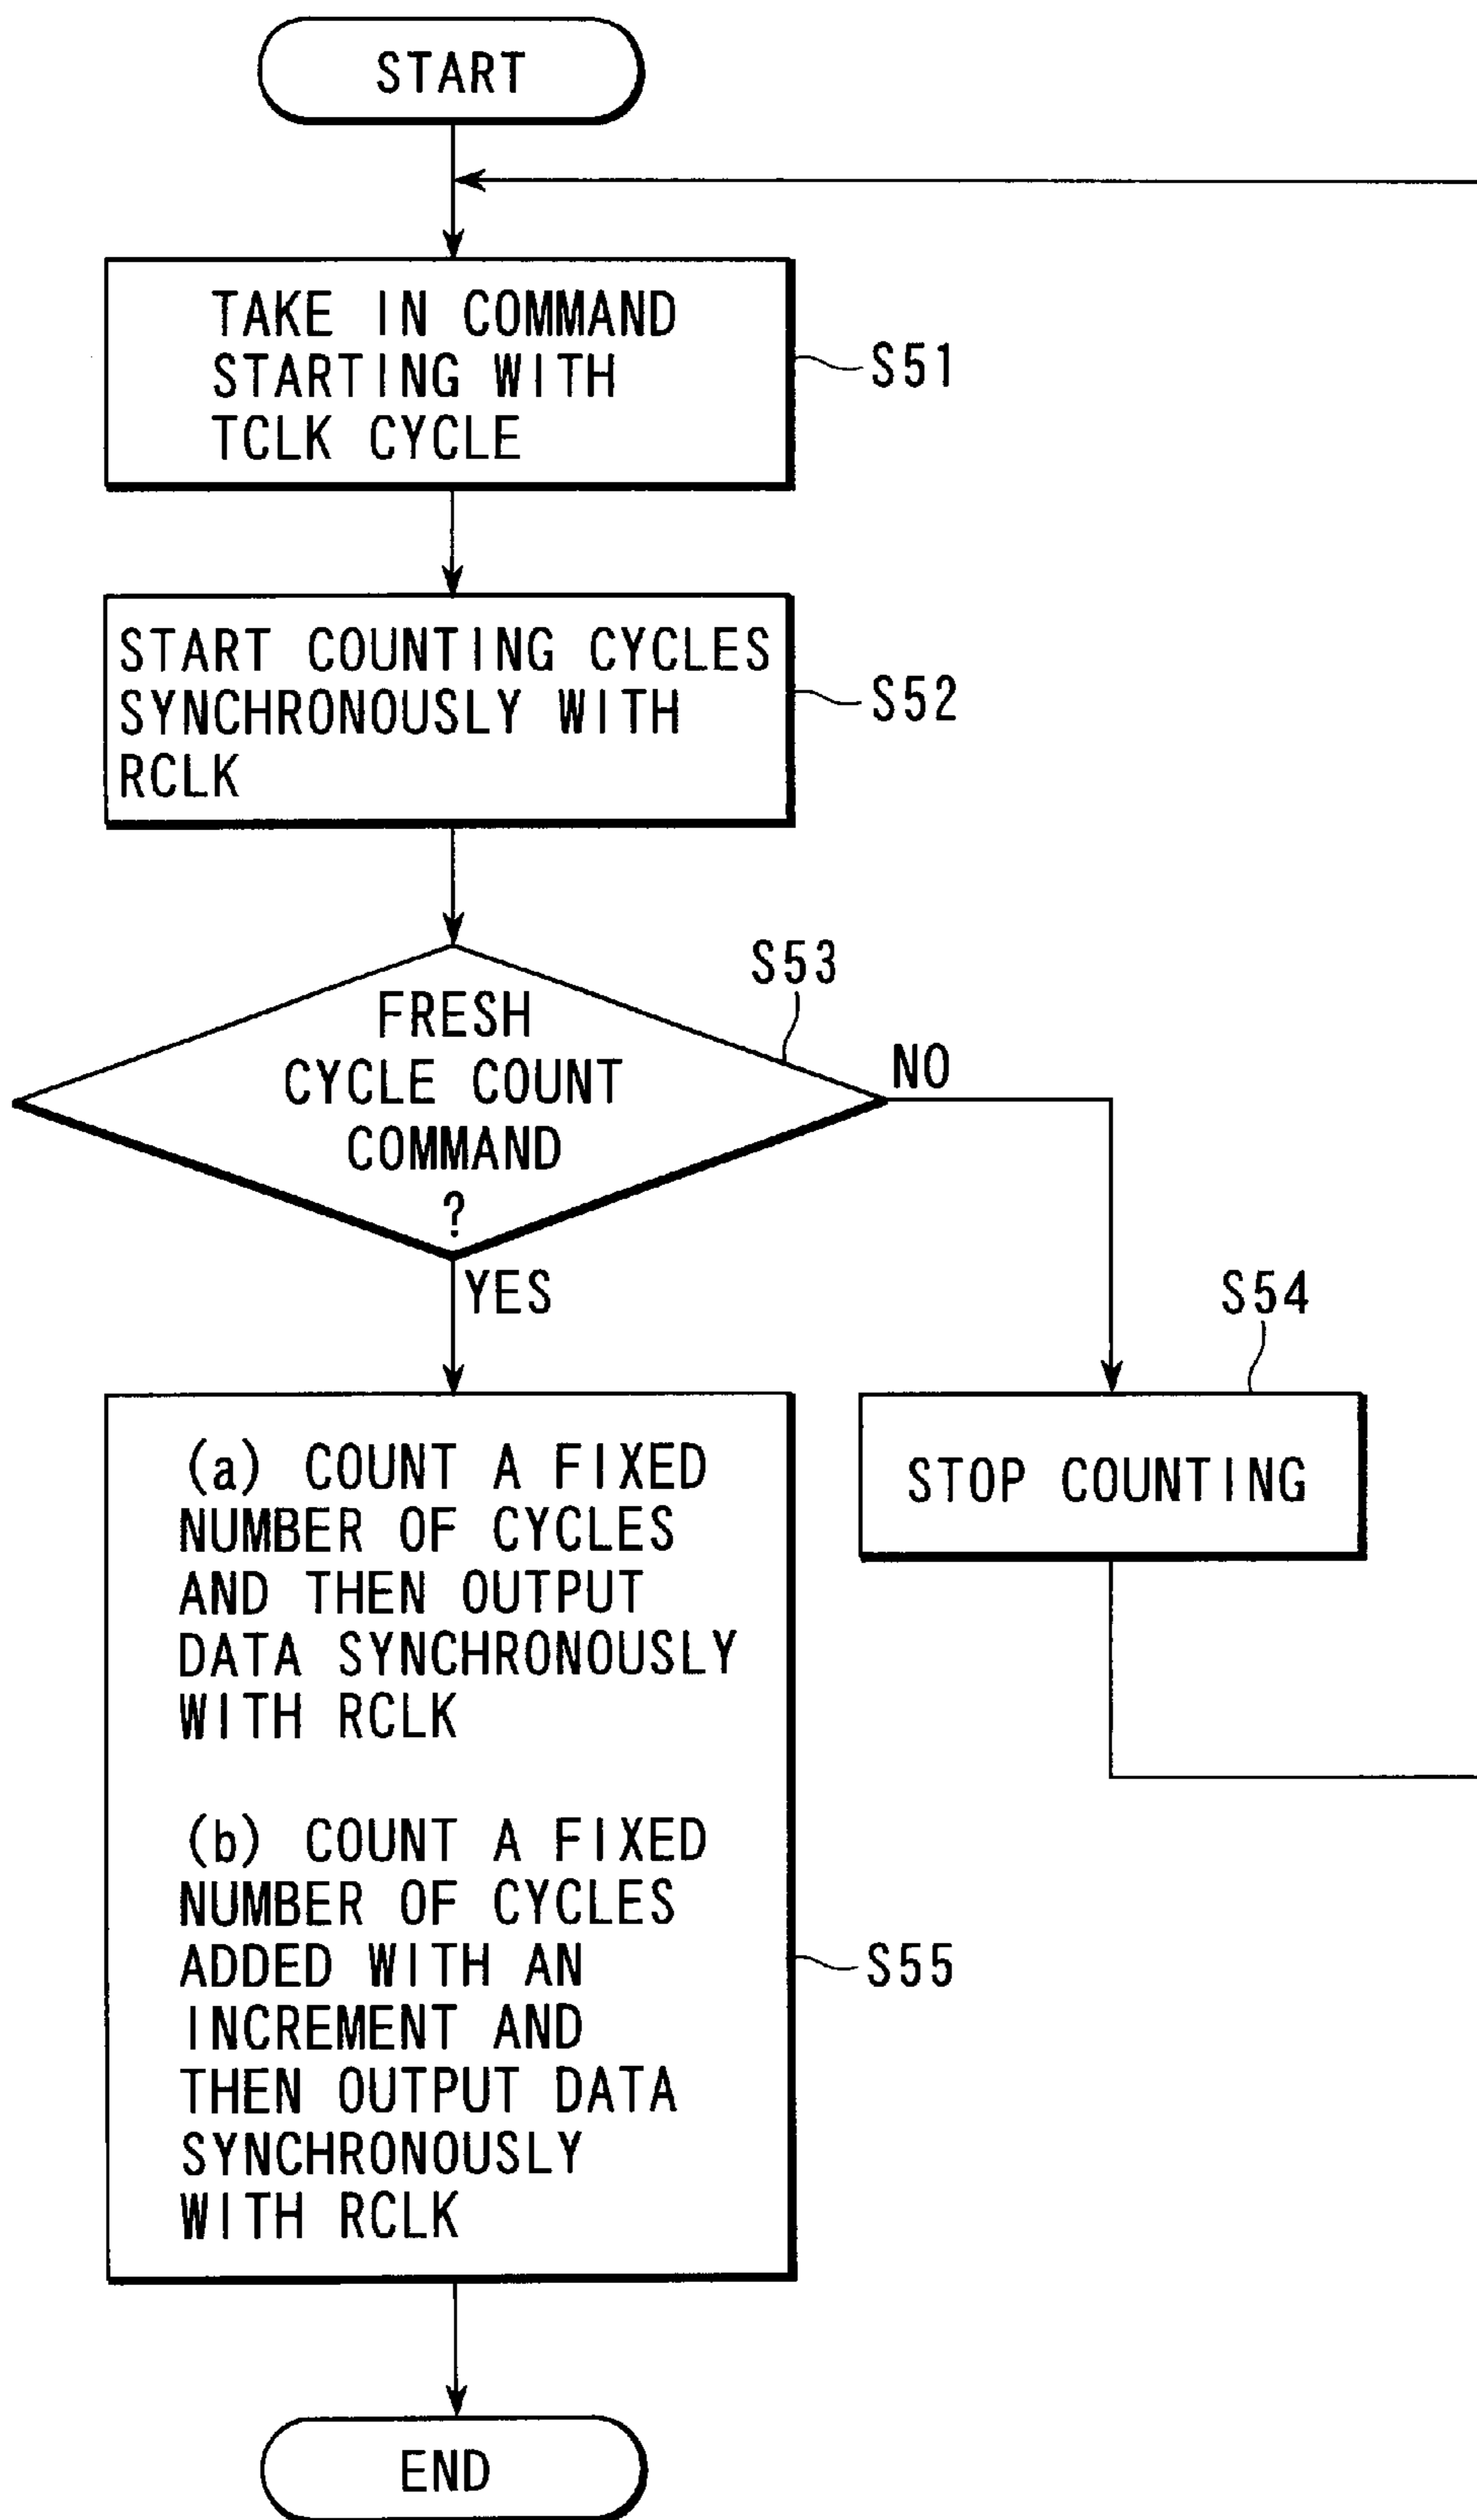 START
TAKE IN COMMAND
STARTING WITH
TCLK CYCLE
S51
START COUNTING CYCLES
SYNCHRONOUSLY WITH
RCLK
S52
S53
FRESH
CYCLE COUNT
COMMAND
?
NO
YES
S54
STOP COUNTING
(a) COUNT A FIXED
NUMBER OF CYCLES
AND THEN OUTPUT
DATA SYNCHRONOUSLY
WITH RCLK
(b) COUNT A FIXED
NUMBER OF CYCLES
ADDED WITH AN
INCREMENT AND
THEN OUTPUT DATA
SYNCHRONOUSLY
WITH RCLK
S55
END